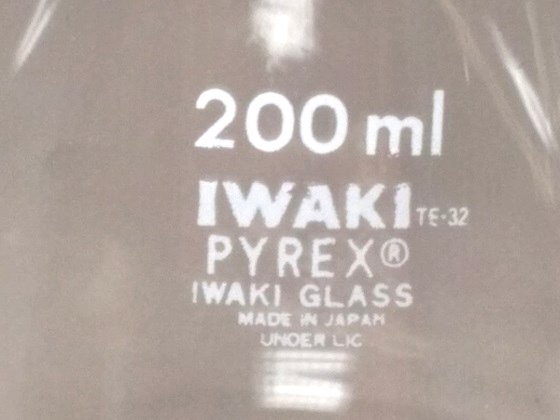 200 ml
IWAKI TE-32
PYREX®
IWAKI GLASS
MADE IN JAPAN
UNDER LIC